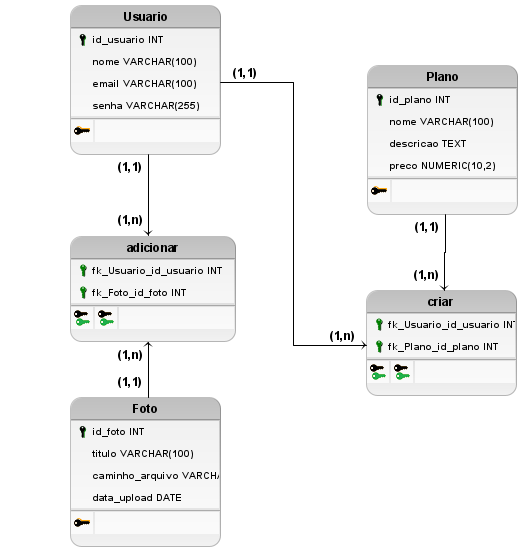 Usuario
id_usuario INT
nome VARCHAR(100)
email VARCHAR(100)
senha VARCHAR(255)
(1,1)
(1,1)
(1,n)
adicionar
fk_Usuario_id_usuario INT
fk_Foto_id_foto INT
(1,n)
(1,1)
Foto
id_foto INT
titulo VARCHAR(100)
caminho_arquivo VARCHA
data_upload DATE
Plano
id_plano INT
nome VARCHAR(100)
descricao TEXT
preco NUMERIC(10,2)
(1,1)
(1,n)
(1,n)
criar
fk_Usuario_id_usuario INT
fk_Plano_id_plano INT